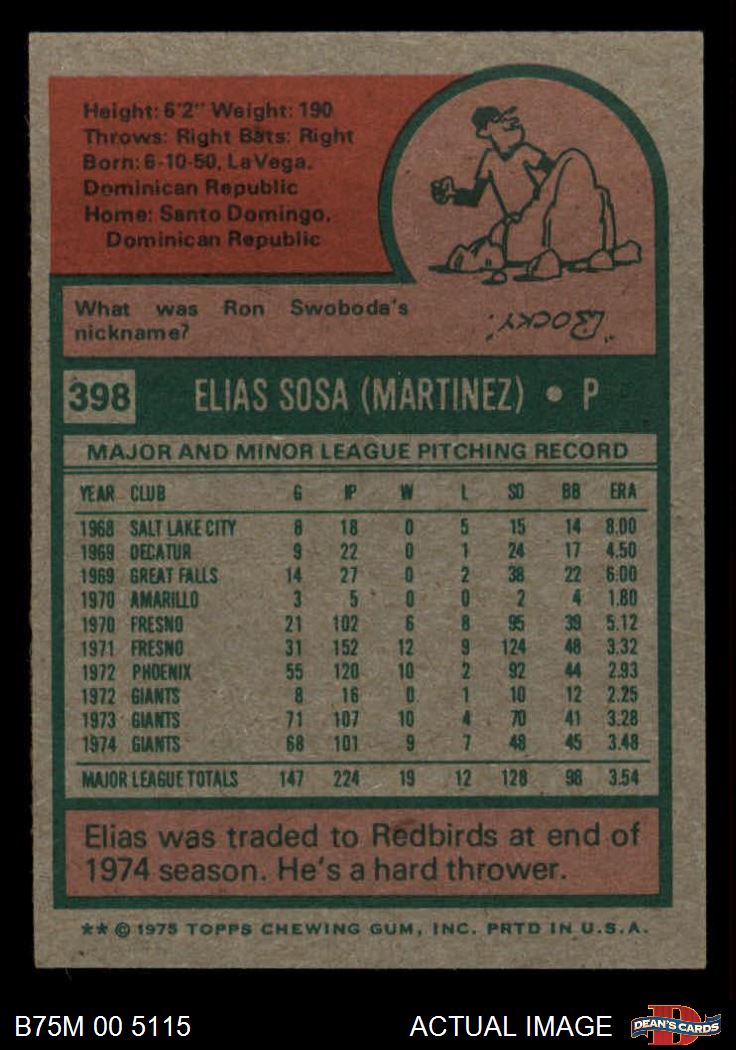 Height: 6'2" Weight: 190
Throws: Right Bats: Right
Born: 6-10-50, LaVega,
Dominican Republic
Home: Santo Domingo,
Dominican Republic
What was Ron Swoboda's
nickname?
"Rocky."
398 ELIAS SOSA (MARTINEZ) • P
MAJOR AND MINOR LEAGUE PITCHING RECORD
YEAR CLUB G IP W L SO BB ERA
1968 SALT LAKE CITY 8 18 0 5 15 14 8.00
1969 DECATUR 9 22 0 1 24 17 4.50
1969 GREAT FALLS 14 27 0 2 38 22 6.00
1970 AMARILLO 3 5 0 0 2 4 1.80
1970 FRESNO 21 102 6 8 95 39 5.12
1971 FRESNO 31 152 12 9 124 48 3.32
1972 PHOENIX 55 120 10 2 92 44 2.93
1972 GIANTS 8 16 0 1 10 12 2.25
1973 GIANTS 71 107 10 4 70 41 3.28
1974 GIANTS 68 101 9 7 48 45 3.48
MAJOR LEAGUE TOTALS 147 224 19 12 128 98 3.54
Elias was traded to Redbirds at end of
1974 season. He's a hard thrower.
** © 1975 TOPPS CHEWING GUM, INC. PRTD IN U.S.A.
B75M 00 5115 ACTUAL IMAGE DEAN'S CARDS